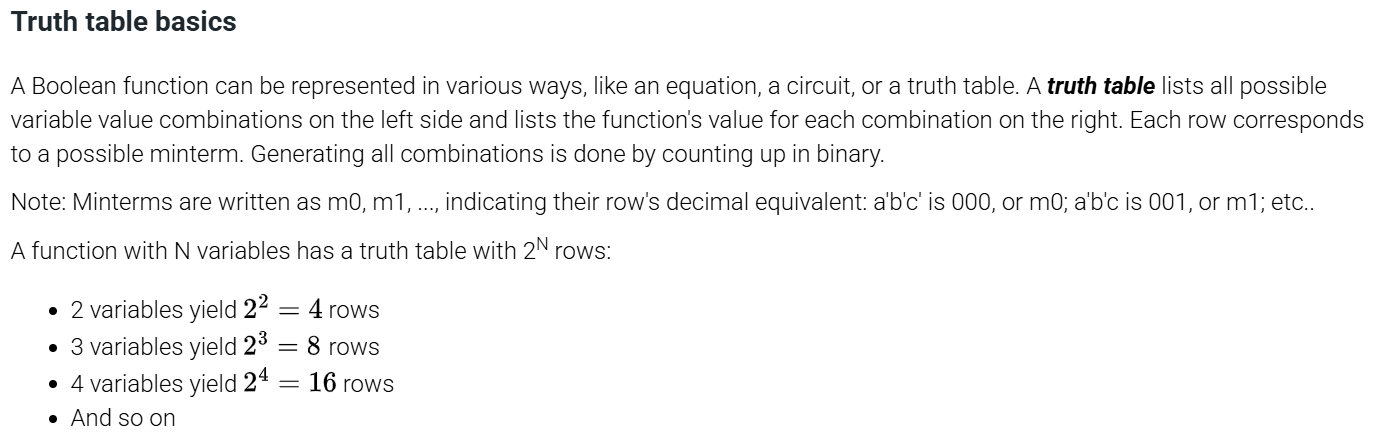 Truth table basics
A Boolean function can be represented in various ways, like an equation, a circuit, or a truth table. A truth table lists all possible
variable value combinations on the left side and lists the function's value for each combination on the right. Each row corresponds
to a possible minterm. Generating all combinations is done by counting up in binary.
Note: Minterms are written as m0, m1, ..., indicating their row's decimal equivalent: a'b'c' is 000, or m0; a'b'c is 001, or m1; etc..
A function with N variables has a truth table with 2^N rows:
• 2 variables yield 2^2 = 4 rows
• 3 variables yield 2^3 = 8 rows
• 4 variables yield 2^4 = 16 rows
• And so on